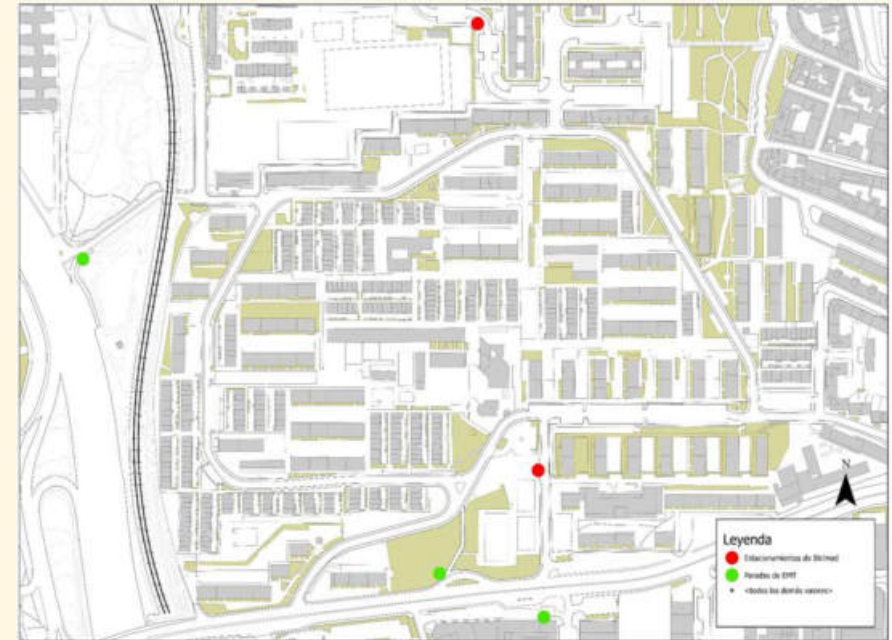 N
Leyenda
Estacionamientos de Bicimad
Paradas de EMT
<todos los demás valores>